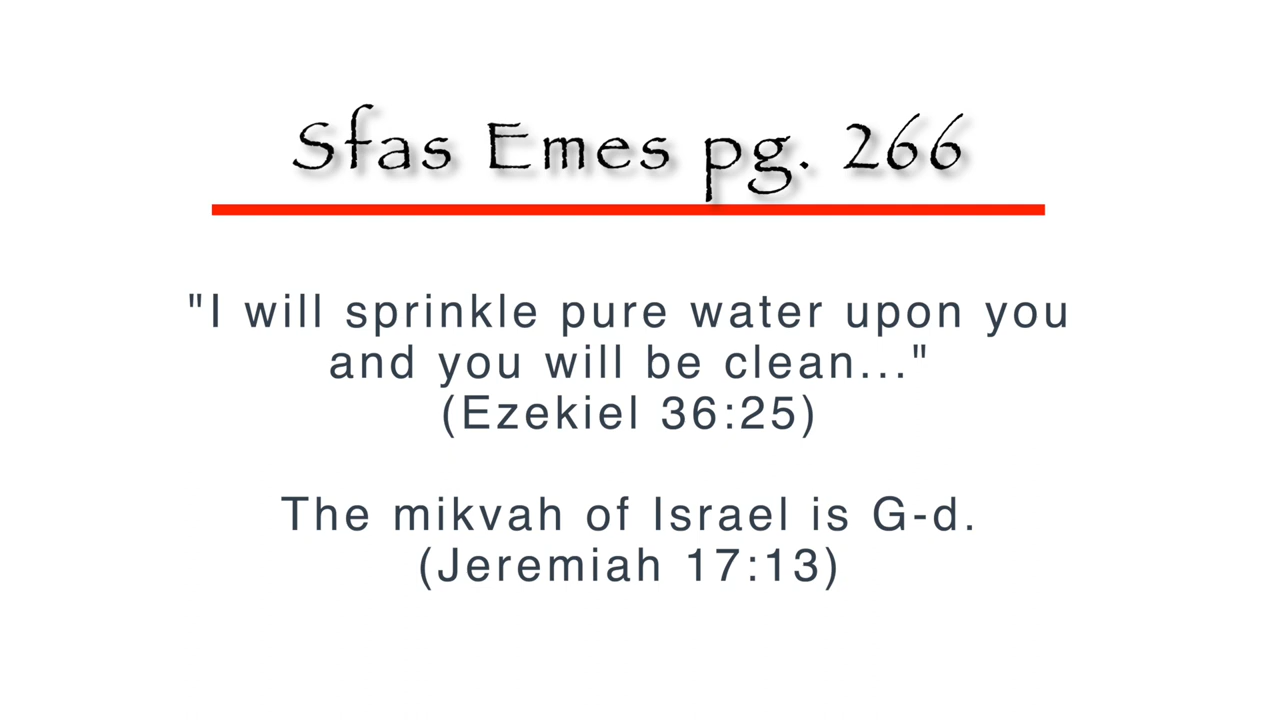 Sfas Emes pg. 266
"I will sprinkle pure water upon you
and you will be clean..."
(Ezekiel 36:25)
The mikvah of Israel is G-d.
(Jeremiah 17:13)